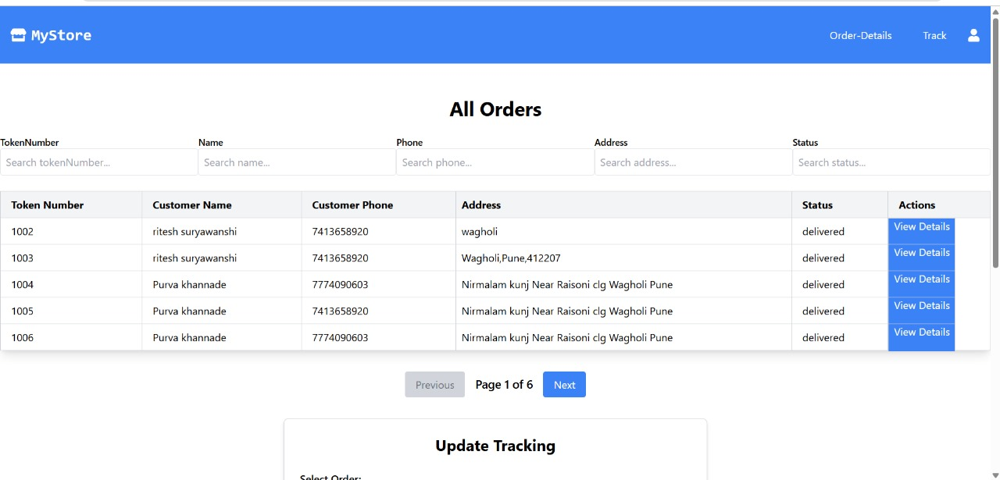 MyStore Order-Details Track
All Orders
TokenNumber Name Phone Address Status
Search tokenNumber... Search name... Search phone... Search address... Search status...
Token Number Customer Name Customer Phone Address Status Actions
1002 ritesh suryawanshi 7413658920 wagholi delivered View Details
1003 ritesh suryawanshi 7413658920 Wagholi,Pune,412207 delivered View Details
1004 Purva khannade 7774090603 Nirmalam kunj Near Raisoni clg Wagholi Pune delivered View Details
1005 Purva khannade 7413658920 Nirmalam kunj Near Raisoni clg Wagholi Pune delivered View Details
1006 Purva khannade 7774090603 Nirmalam kunj Near Raisoni clg Wagholi Pune delivered View Details
Previous Page 1 of 6 Next
Update Tracking
Select Order: